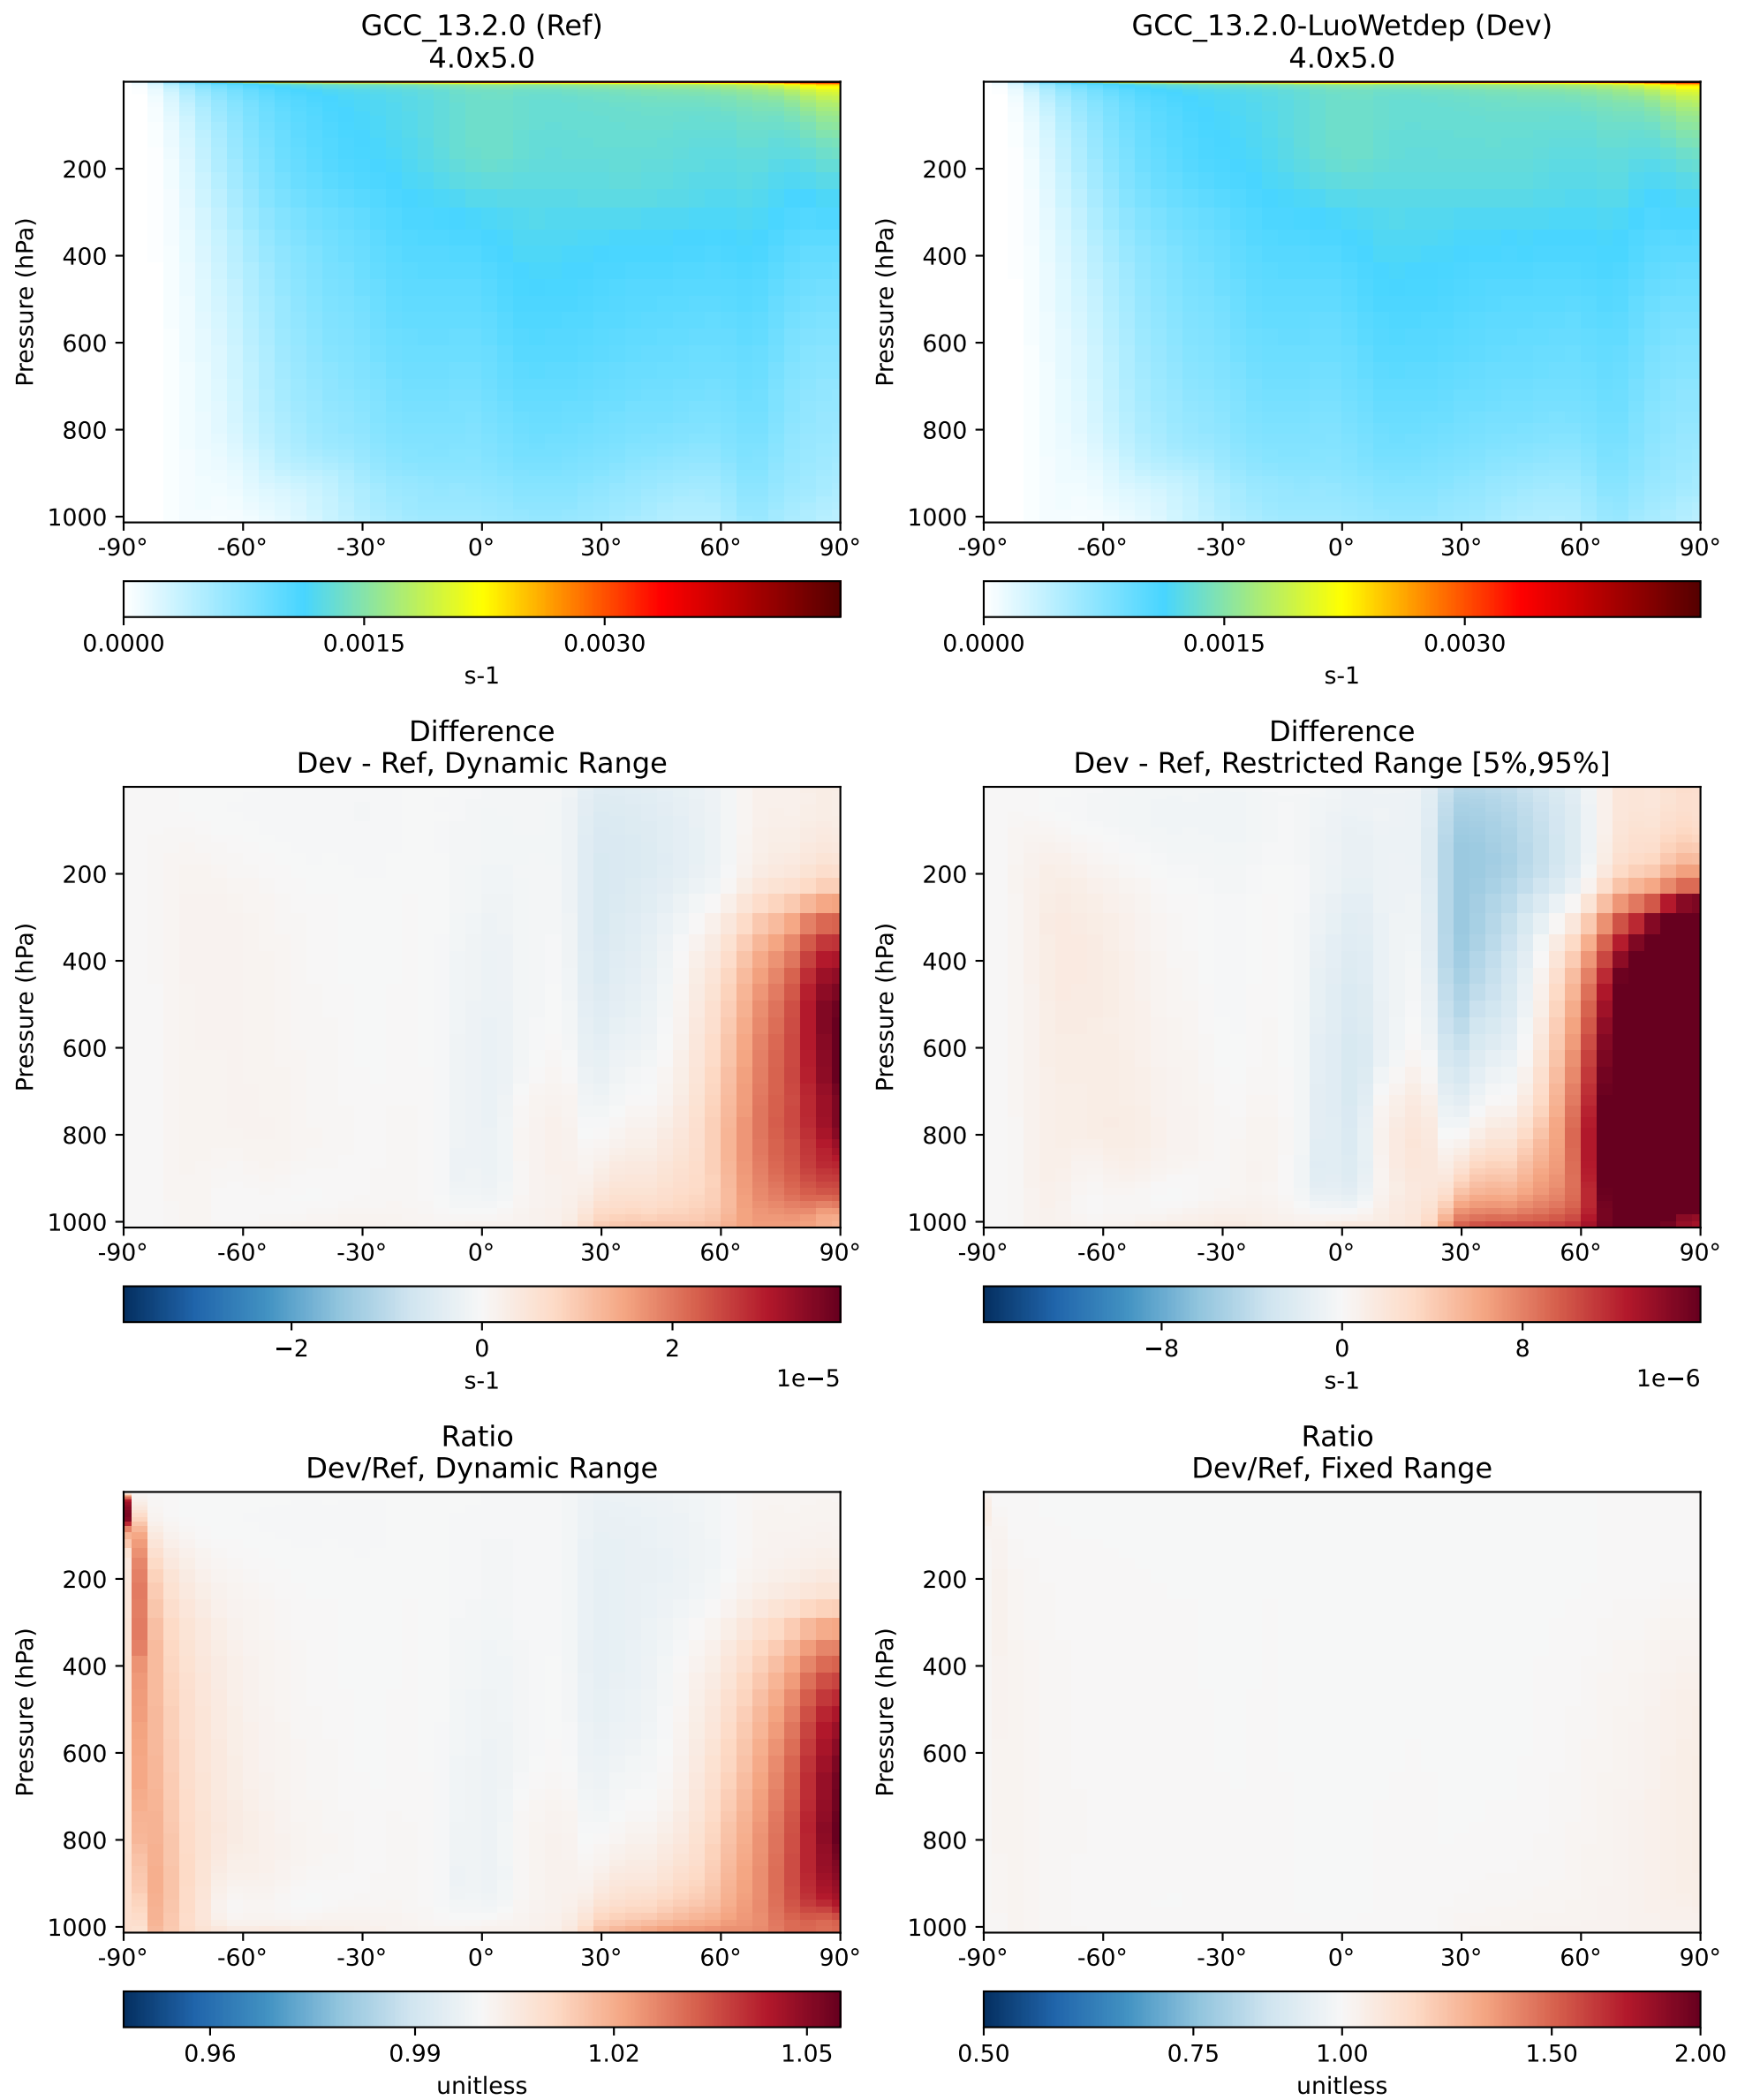 GCC_13.2.0 (Ref)
4.0x5.0
GCC_13.2.0-LuoWetdep (Dev)
4.0x5.0
Pressure (hPa)
200
400
600
800
1000
-90° -60° -30° 0° 30° 60° 90°
0.0000 0.0015 0.0030
s-1
Pressure (hPa)
200
400
600
800
1000
-90° -60° -30° 0° 30° 60° 90°
0.0000 0.0015 0.0030
s-1
Difference
Dev - Ref, Dynamic Range
Pressure (hPa)
200
400
600
800
1000
-90° -60° -30° 0° 30° 60° 90°
−2 0 2
s-1
1e−5
Difference
Dev - Ref, Restricted Range [5%,95%]
Pressure (hPa)
200
400
600
800
1000
-90° -60° -30° 0° 30° 60° 90°
−8 0 8
s-1
1e−6
Ratio
Dev/Ref, Dynamic Range
Pressure (hPa)
200
400
600
800
1000
-90° -60° -30° 0° 30° 60° 90°
0.96 0.99 1.02 1.05
unitless
Ratio
Dev/Ref, Fixed Range
Pressure (hPa)
200
400
600
800
1000
-90° -60° -30° 0° 30° 60° 90°
0.50 0.75 1.00 1.50 2.00
unitless